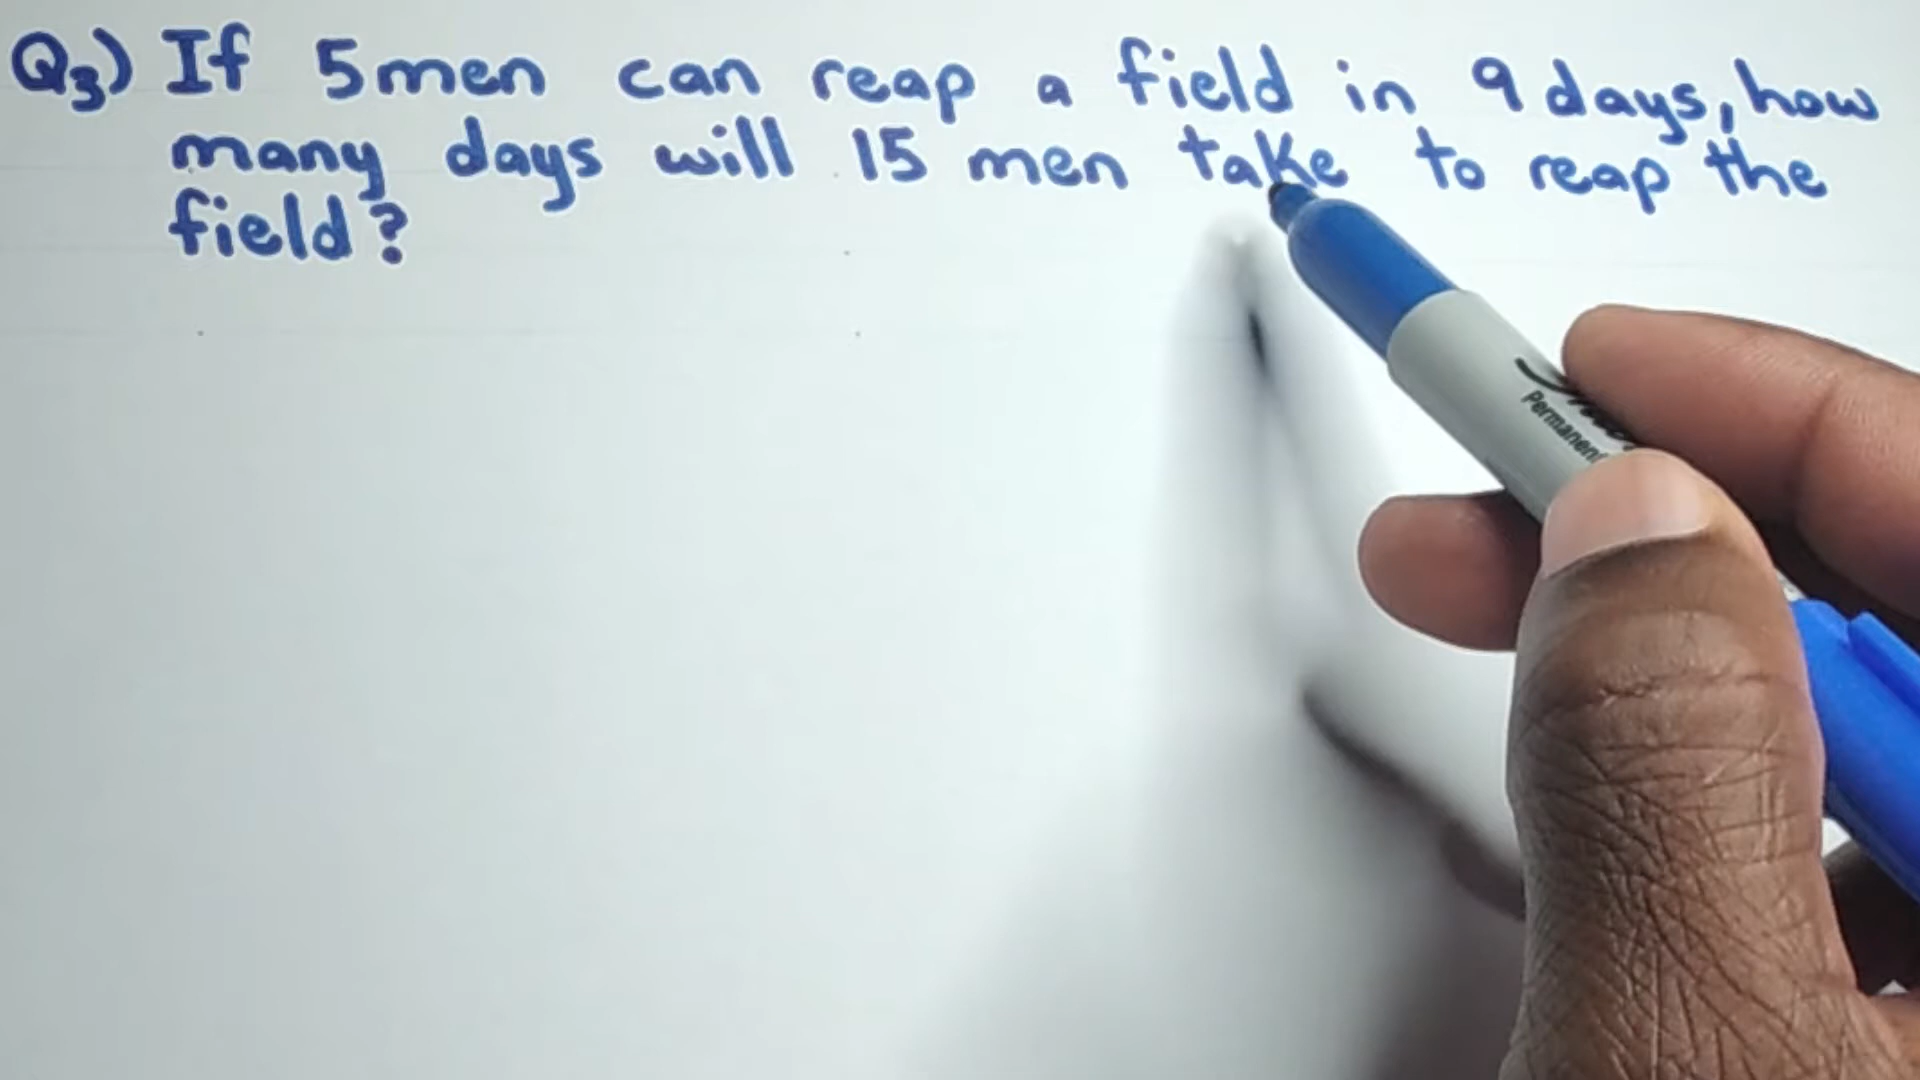 Q3) If 5men can reap a field in 9 days, how
many days will 15 men take to reap the
field?
Permanent